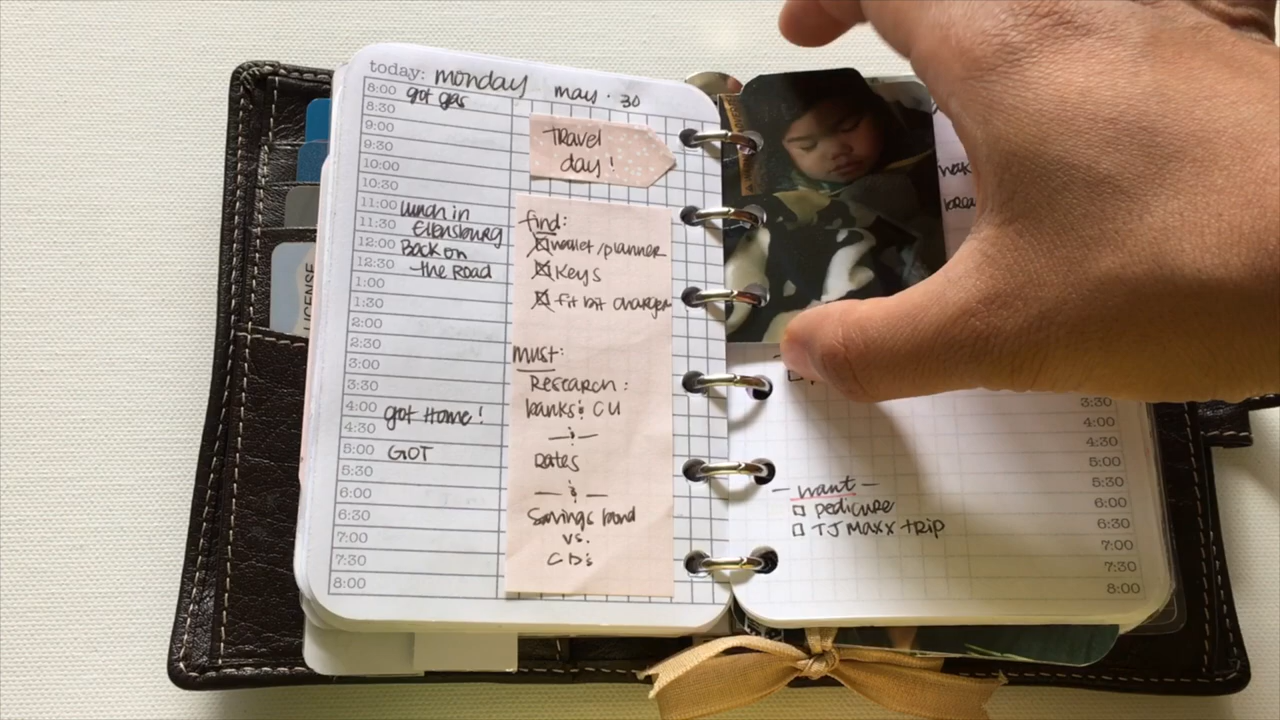 today: monday may. 30
8:00 got gas
8:30
9:00
9:30
10:00
10:30
11:00 lunch in
11:30 Ellensburg
12:00 Back on
12:30 the Road
1:00
1:30
2:00
2:30
3:00
3:30
4:00 got Home!
4:30
5:00 GOT
5:30
6:00
6:30
7:00
7:30
8:00
Travel
day!
find:
wallet/planner
Keys
fit bit charger
must:
Research:
banks & CU
— & —
Rates
— & —
Savings bond
vs.
CD's
LICENSE
3:30
4:00
4:30
5:00
5:30
6:00
6:30
7:00
7:30
8:00
— want —
pedicure
TJ Maxx trip